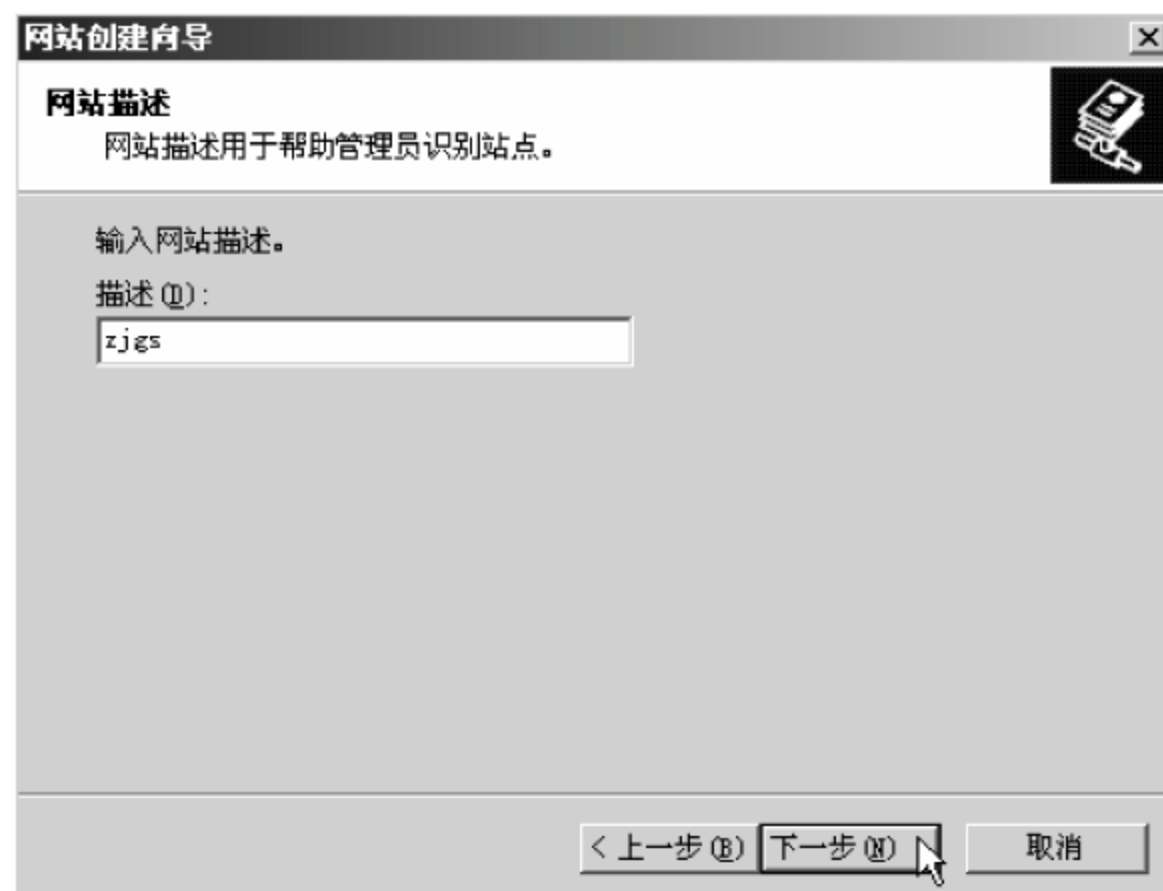 网站创建向导
网站描述
网站描述用于帮助管理员识别站点。
输入网站描述。
描述(D):
zjgs
< 上一步(B) 下一步(N) 取消